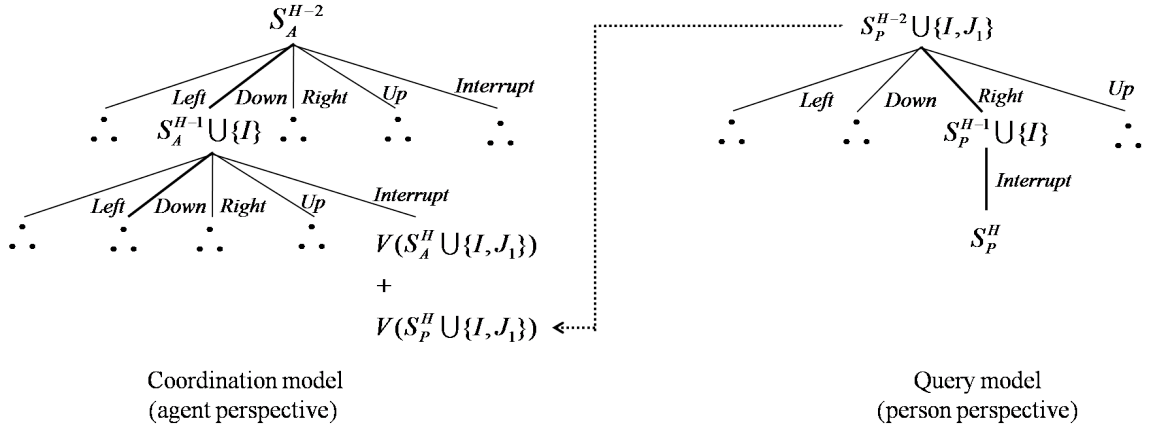 S_A^{H-2}
Left Down Right Up Interrupt
S_A^{H-1} ⋃{I}
Left Down Right Up Interrupt
V(S_A^H ⋃{I, J_1})
+
V(S_P^H ⋃{I, J_1})
Coordination model
(agent perspective)
S_P^{H-2} ⋃{I, J_1}
Left Down Right Up
S_P^{H-1} ⋃{I}
Interrupt
S_P^H
Query model
(person perspective)